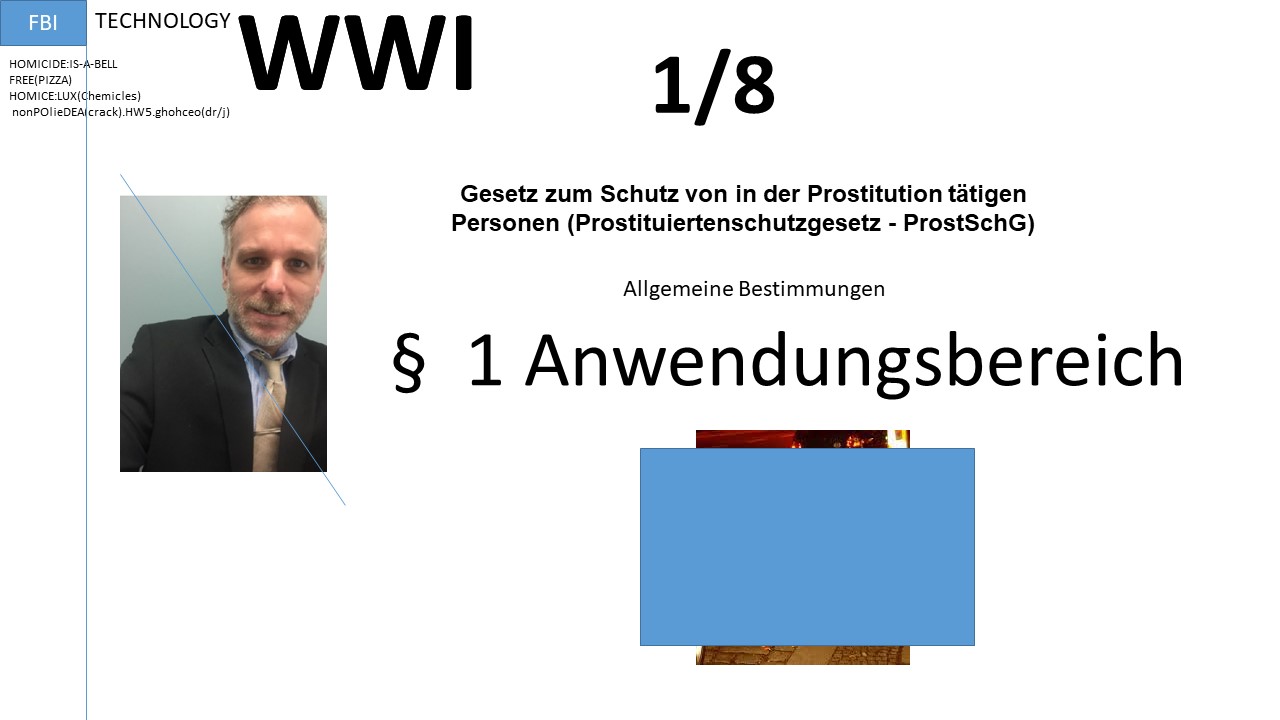 FBI
TECHNOLOGY
WWI
HOMICIDE:IS-A-BELL
FREE(PIZZA)
HOMICE:LUX(Chemicles)
nonPOlieDEA(crack).HW5.ghohceo(dr/j)
1/8
Gesetz zum Schutz von in der Prostitution tätigen
Personen (Prostituiertenschutzgesetz - ProstSchG)
Allgemeine Bestimmungen
§ 1 Anwendungsbereich